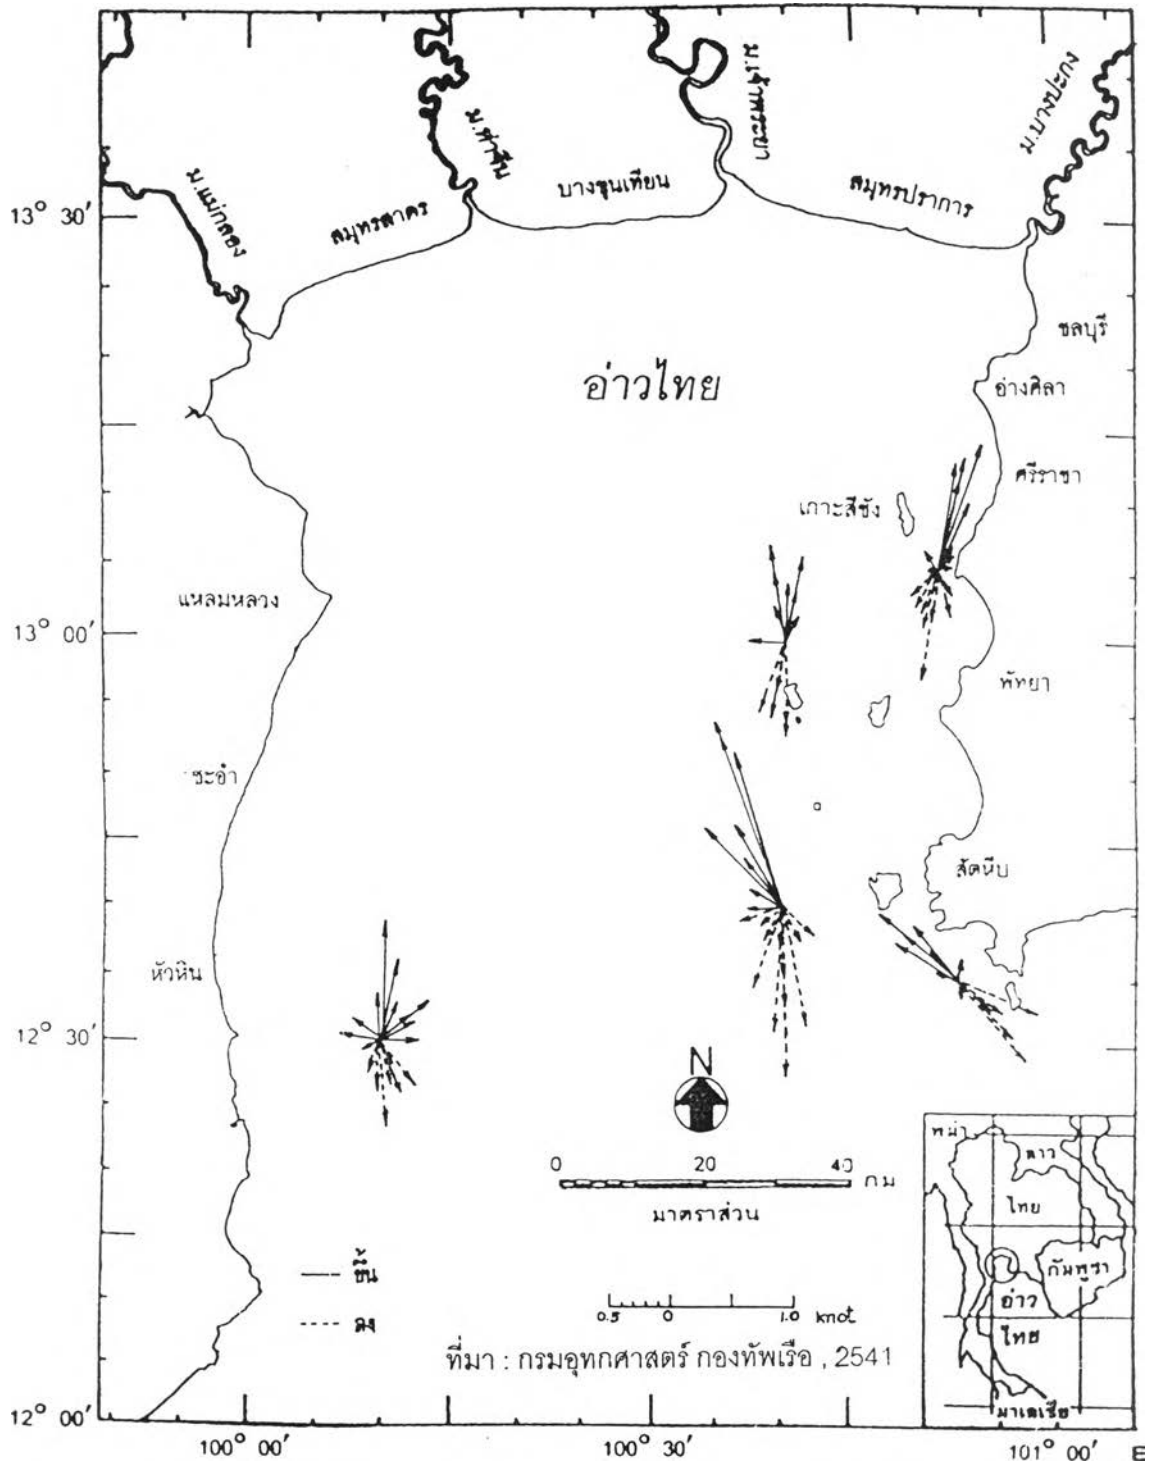 ม.แม่กลอง
สมุทรสาคร
ม.ท่าจีน
บางขุนเทียน
ม.เจ้าพระยา
สมุทรปราการ
ม.บางปะกง
13° 30′
ชลบุรี
อ่างศิลา
อ่าวไทย
ศรีราชา
เกาะสีชัง
แหลมหลวง
13° 00′
พัทยา
ชะอำ
สัตหีบ
หัวหิน
12° 30′
N
0 20 40 กม
มาตราส่วน
พม่า
ลาว
ไทย
กัมพูชา
อ่าว
ไทย
มาเลเซีย
ขึ้น
ลง
0.5 0 1.0 knot
ที่มา : กรมอุทกศาสตร์ กองทัพเรือ , 2541
12° 00′
100° 00′ 100° 30′ 101° 00′ E